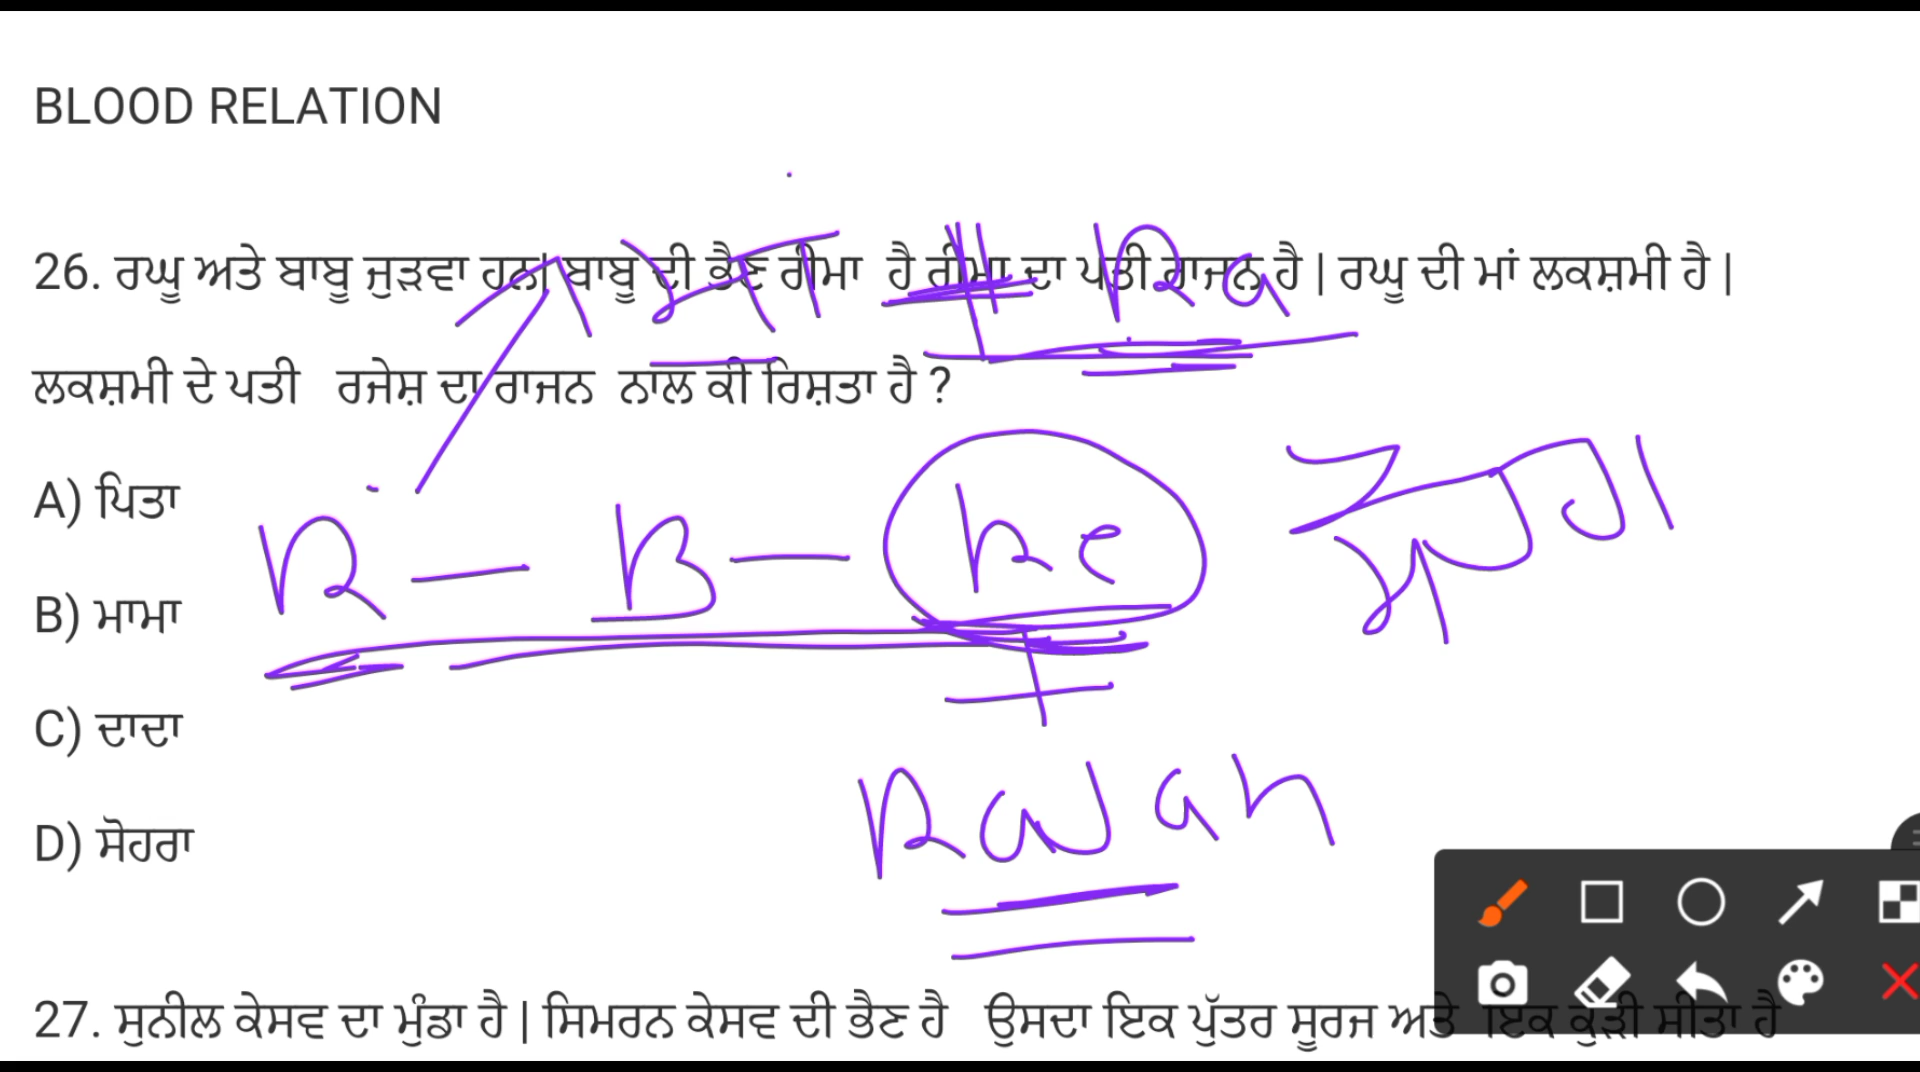 BLOOD RELATION
26. ਰਘੂ ਅਤੇ ਬਾਬੂ ਜੁੜਵਾ ਹਨ| ਬਾਬੂ ਦੀ ਭੈਣ ਰੀਮਾ ਹੈ ਰੀਮਾ ਦਾ ਪਤੀ ਰਾਜਨ ਹੈ | ਰਘੂ ਦੀ ਮਾਂ ਲਕਸ਼ਮੀ ਹੈ |
Ra
ਲਕਸ਼ਮੀ ਦੇ ਪਤੀ ਰਜੇਸ਼ ਦਾ ਰਾਜਨ ਨਾਲ ਕੀ ਰਿਸ਼ਤਾ ਹੈ ?
A) ਪਿਤਾ
R - B - Re
B) ਮਾਮਾ
C) ਦਾਦਾ
Rajan
D) ਸੋਹਰਾ
27. ਸੁਨੀਲ ਕੇਸਵ ਦਾ ਮੁੰਡਾ ਹੈ | ਸਿਮਰਨ ਕੇਸਵ ਦੀ ਭੈਣ ਹੈ ਉਸਦਾ ਇਕ ਪੁੱਤਰ ਸੂਰਜ ਅਤੇ ਇਕ ਕੁੜੀ ਸੀਤਾ ਹੈ